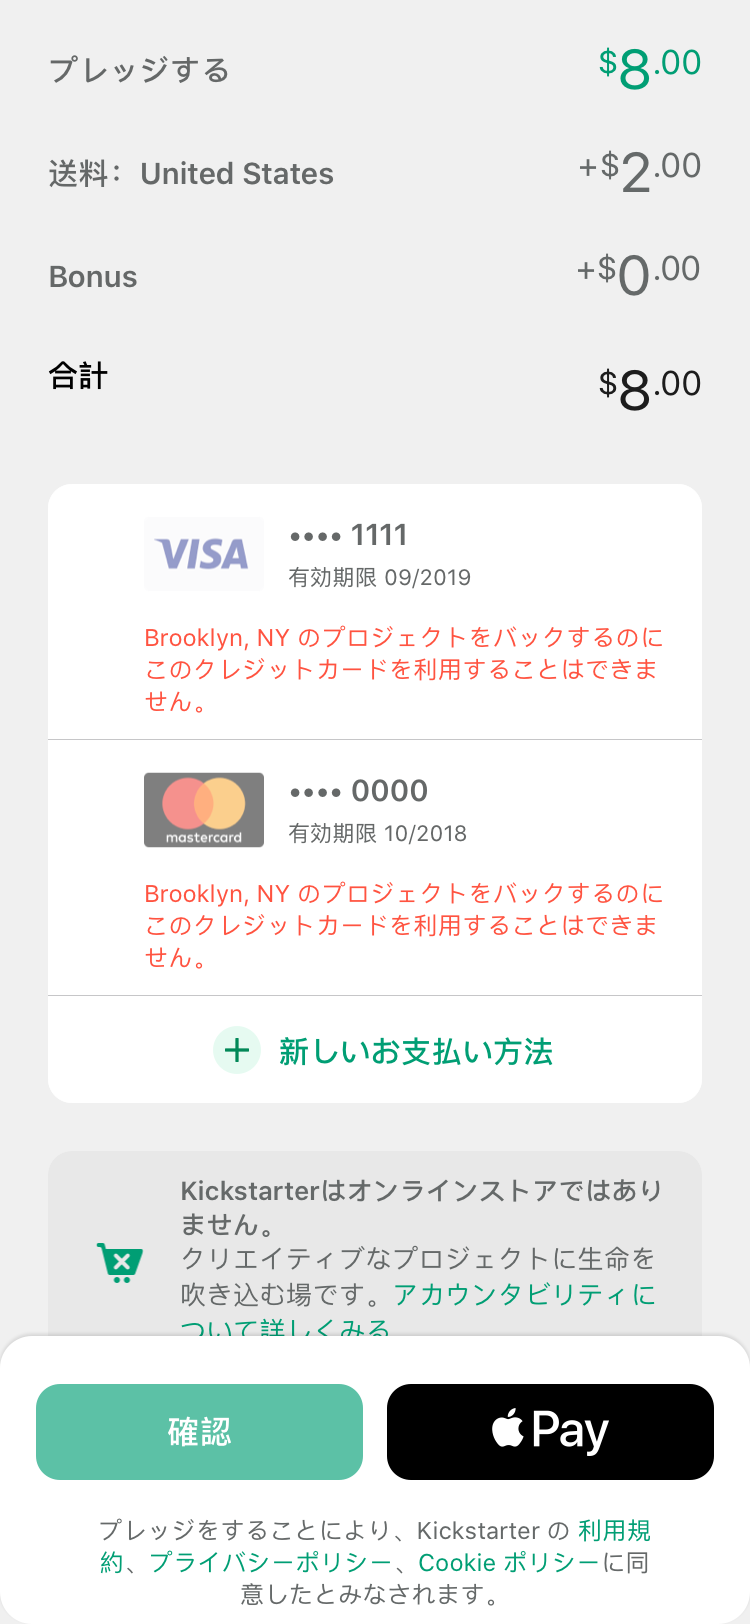 プレッジする $8.00
送料： United States +$2.00
Bonus +$0.00
合計 $8.00
VISA •••• 1111
有効期限 09/2019
Brooklyn, NY のプロジェクトをバックするのに
このクレジットカードを利用することはできま
せん。
mastercard •••• 0000
有効期限 10/2018
Brooklyn, NY のプロジェクトをバックするのに
このクレジットカードを利用することはできま
せん。
+ 新しいお支払い方法
Kickstarterはオンラインストアではあり
ません。
クリエイティブなプロジェクトに生命を
吹き込む場です。アカウンタビリティに
ついて詳しくみる
確認 Pay
プレッジをすることにより、Kickstarter の 利用規
約、プライバシーポリシー、Cookie ポリシーに同
意したとみなされます。